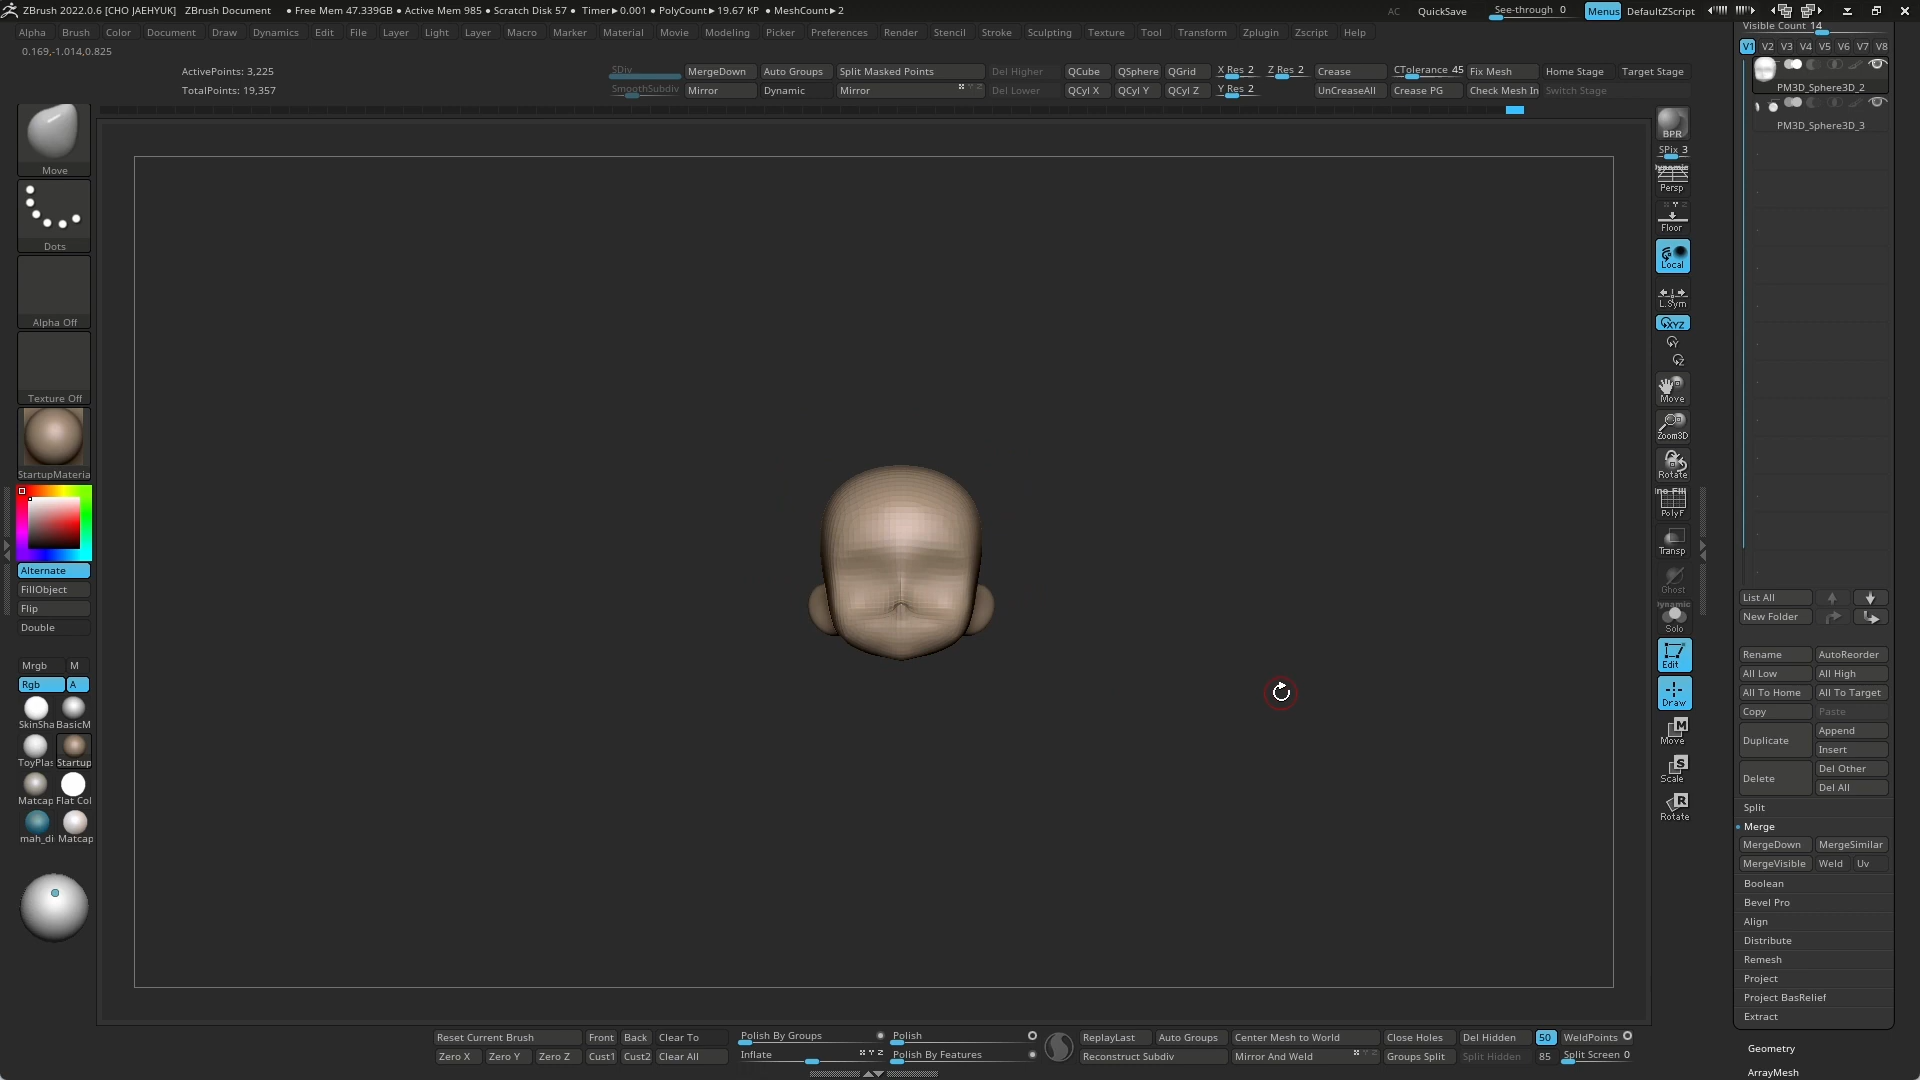 ZBrush 2022.0.6 [CHO JAEHYUK] ZBrush Document • Free Mem 47.339GB • Active Mem 985 • Scratch Disk 57 • Timer▸0.001 • PolyCount▸19.67 KP • MeshCount▸2 AC QuickSave See-through 0 Menus DefaultZScript
Alpha Brush Color Document Draw Dynamics Edit File Layer Light Layer Macro Marker Material Movie Modeling Picker Preferences Render Stencil Stroke Sculpting Texture Tool Transform Zplugin Zscript Help
Visible Count 14
V1 V2 V3 V4 V5 V6 V7 V8
0.169,-1.014,0.825
ActivePoints: 3,225
TotalPoints: 19,357
SDiv MergeDown Auto Groups Split Masked Points Del Higher QCube QSphere QGrid X Res 2 Z Res 2 Crease CTolerance 45 Fix Mesh Home Stage Target Stage
SmoothSubdiv Mirror Dynamic Mirror Del Lower QCyl X QCyl Y QCyl Z Y Res 2 UnCreaseAll Crease PG Check Mesh In Switch Stage
PM3D_Sphere3D_2
PM3D_Sphere3D_3
Move
Dots
Alpha Off
Texture Off
StartupMateria
Alternate
FillObject
Flip
Double
Mrgb M
Rgb A
SkinSha BasicM
ToyPlas Startup
Matcap Flat Col
mah_di Matcap
BPR
SPix 3
Dynamic
Persp
Floor
Local
L.Sym
XYZ
Y
Z
Move
Zoom3D
Rotate
PolyF
Transp
Ghost
Dynamic
Solo
Edit
Draw
M
Move
S
Scale
R
Rotate
List All
New Folder
Rename AutoReorder
All Low All High
All To Home All To Target
Copy Paste
Duplicate Append
Insert
Delete Del Other
Del All
Split
Merge
MergeDown MergeSimilar
MergeVisible Weld Uv
Boolean
Bevel Pro
Align
Distribute
Remesh
Project
Project BasRelief
Extract
Geometry
ArrayMesh
Reset Current Brush Front Back Clear To Polish By Groups Polish ReplayLast Auto Groups Center Mesh to World Close Holes Del Hidden 50 WeldPoints
Zero X Zero Y Zero Z Cust1 Cust2 Clear All Inflate X Y Z Polish By Features Reconstruct Subdiv Mirror And Weld Groups Split Split Hidden 85 Split Screen 0